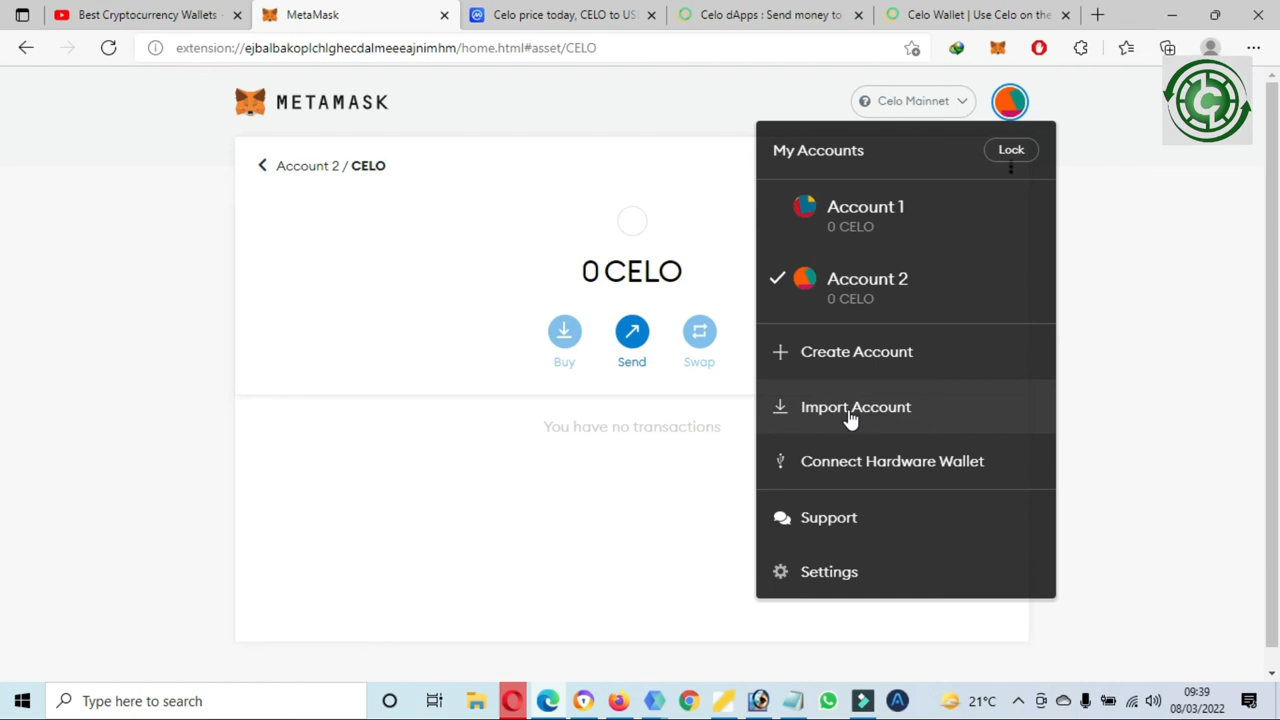 Best Cryptocurrency Wallets -
MetaMask
Celo price today, CELO to US
Celo dApps : Send money to
Celo Wallet | Use Celo on the
extension://ejbalbakoplchlghecdalmeeeajnimhm/home.html#asset/CELO
METAMASK
Celo Mainnet
My Accounts
Lock
Account 2 / CELO
Account 1
0 CELO
0 CELO
Account 2
0 CELO
Buy
Send
Swap
Create Account
Import Account
You have no transactions
Connect Hardware Wallet
Support
Settings
Type here to search
21°C
09:39
08/03/2022